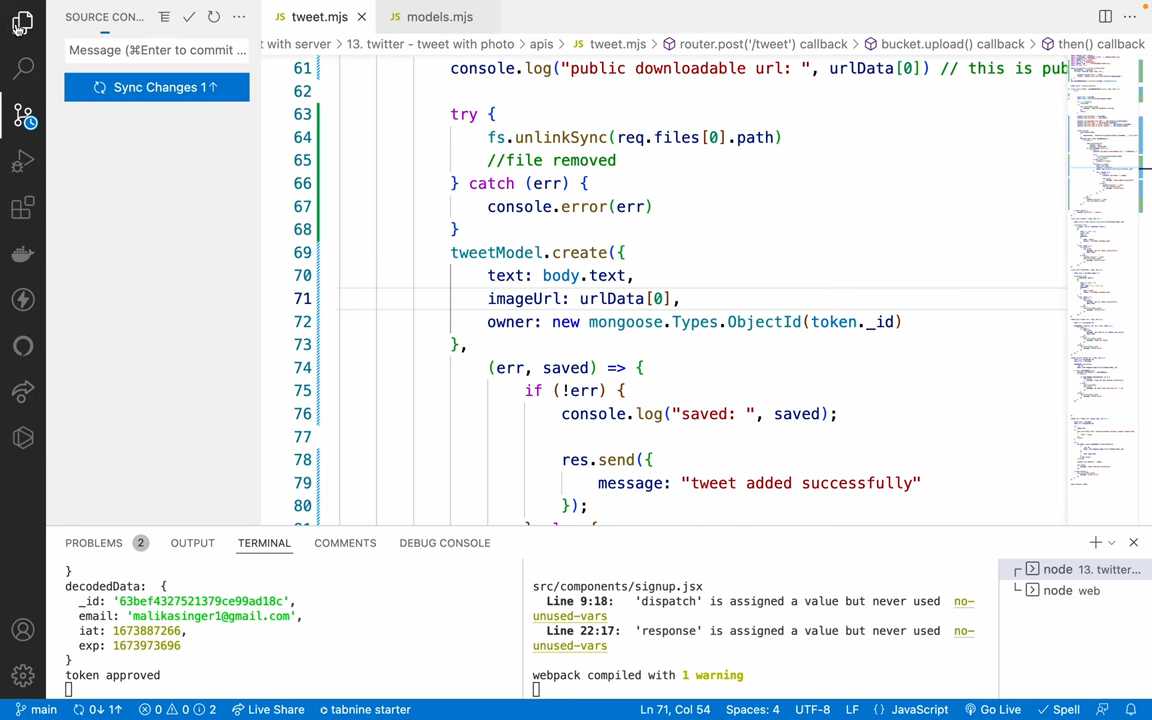 SOURCE CON...
tweet.mjs
models.mjs
Message (⌘Enter to commit ...
Sync Changes 1↑
t with server > 13. twitter - tweet with photo > apis > JS tweet.mjs > router.post('/tweet') callback > bucket.upload() callback > then() callback
61 console.log("public downloadable url: ", urlData[0]) // this is pub
62
63 try {
64 fs.unlinkSync(req.files[0].path)
65 //file removed
66 } catch (err) {
67 console.error(err)
68 }
69 tweetModel.create({
70 text: body.text,
71 imageUrl: urlData[0],
72 owner: new mongoose.Types.ObjectId(token._id)
73 },
74 (err, saved) => {
75 if (!err) {
76 console.log("saved: ", saved);
77
78 res.send({
79 message: "tweet added successfully"
80 });
PROBLEMS 2 OUTPUT TERMINAL COMMENTS DEBUG CONSOLE
}
decodedData: {
_id: '63bef4327521379ce99ad18c',
email: 'malikasinger1@gmail.com',
iat: 1673887266,
exp: 1673973696
}
token approved
src/components/signup.jsx
Line 9:18: 'dispatch' is assigned a value but never used no-
unused-vars
Line 22:17: 'response' is assigned a value but never used no-
unused-vars
webpack compiled with 1 warning
node 13. twitter...
node web
main 0↓ 1↑ 0 0 2 Live Share tabnine starter Ln 71, Col 54 Spaces: 4 UTF-8 LF {} JavaScript Go Live Spell